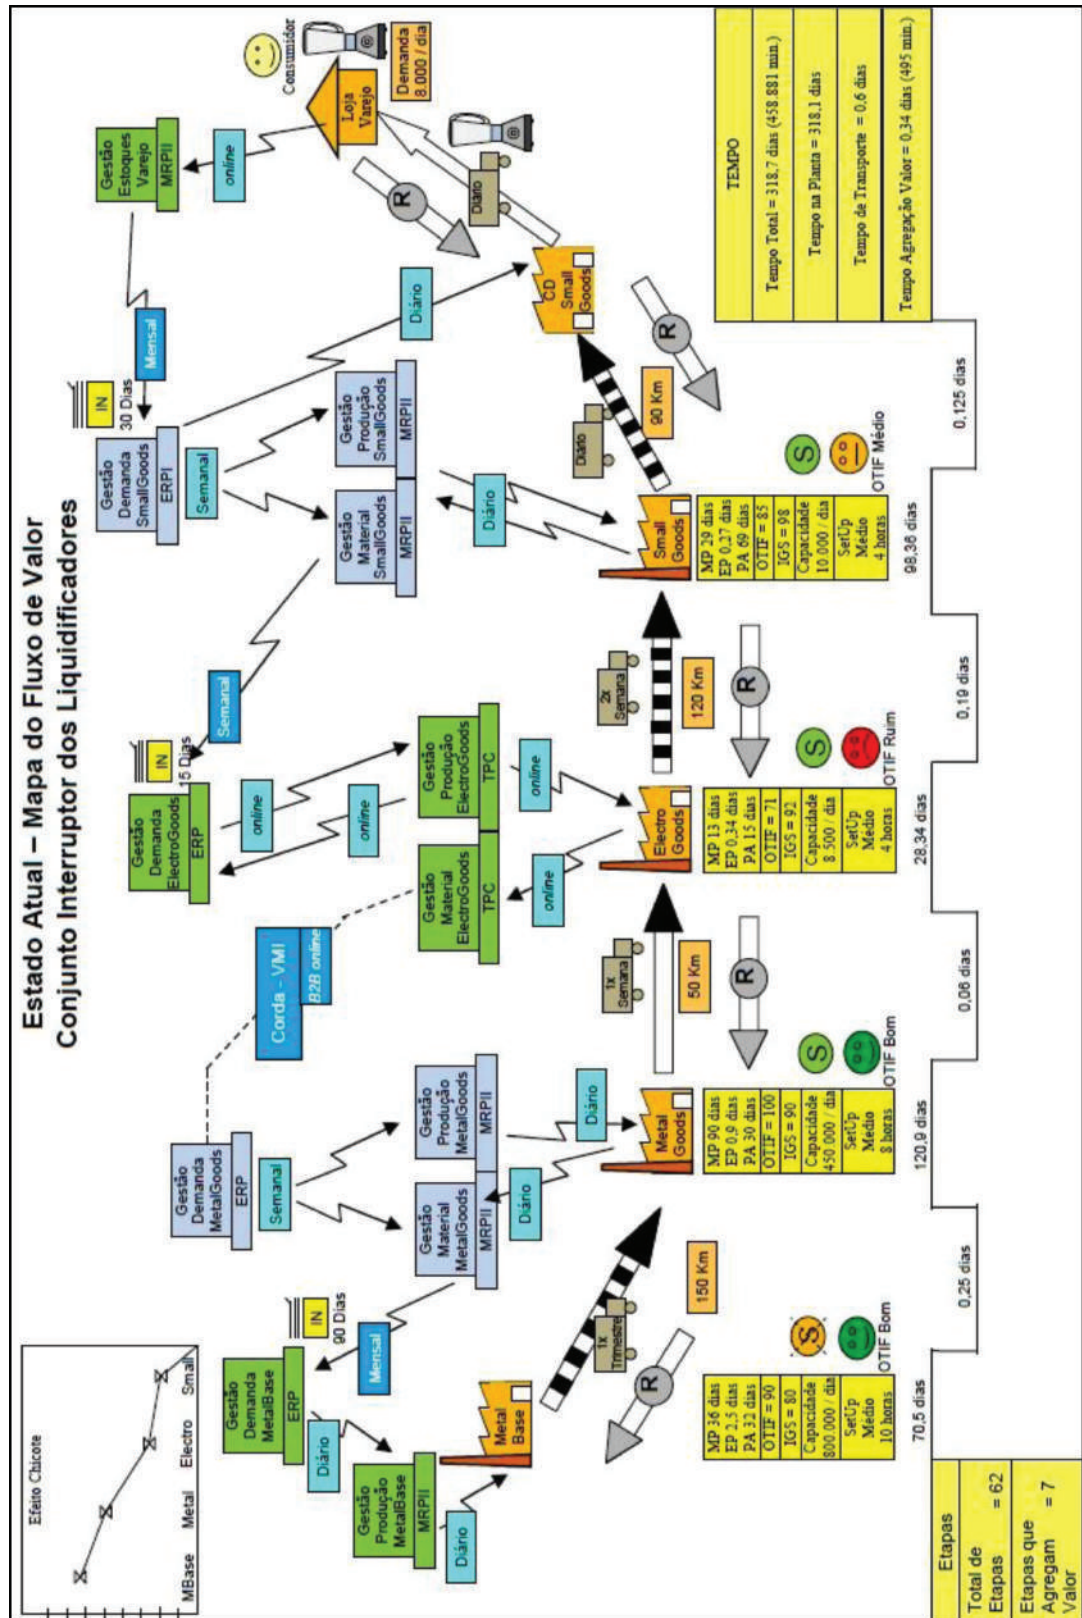 Estado Atual – Mapa do Fluxo de Valor
Conjunto Interruptor dos Liquidificadores
Efeito Chicote
MBase Metal Electro Small
Gestão
Demanda
MetalBase
ERP
IN
90 Dias
Diário
Gestão
Produção
MetalBase
MRPII
Diário
Mensal
Metal
Base
Gestão
Demanda
MetalGoods
ERP
Semanal
Gestão
Material
MetalGoods
MRPII
Gestão
Produção
MetalGoods
MRPII
Diário
Diário
Metal
Goods
Corda - VMI
B2B online
Gestão
Demanda
ElectroGoods
ERP
IN
15 Dias
Semanal
online
online
Gestão
Material
ElectroGoods
TPC
Gestão
Produção
ElectroGoods
TPC
online
online
Electro
Goods
Gestão
Demanda
SmallGoods
ERPI
IN
30 Dias
Mensal
Semanal
Gestão
Material
SmallGoods
MRPII
Gestão
Produção
SmallGoods
MRPII
Diário
Diário
Small
Goods
Gestão
Estoques
Varejo
MRPII
online
Loja
Varejo
Consumidor
Demanda
8.000 / dia
Diário
R
CD
Small
Goods
1x
Trimestre
150 Km
R
1x
Semana
50 Km
R
2x
Semana
120 Km
R
Diário
90 Km
R
MP 36 dias
EP 2,5 dias
PA 32 dias
OTIF = 90
IGS = 80
Capacidade
800.000 / dia
SetUp
Médio
10 horas
S
OTIF Bom
MP 90 dias
EP 0,9 dias
PA 30 dias
OTIF = 100
IGS = 90
Capacidade
450.000 / dia
SetUp
Médio
8 horas
S
OTIF Bom
MP 13 dias
EP 0,34 dias
PA 15 dias
OTIF = 71
IGS = 92
Capacidade
8.500 / dia
SetUp
Médio
4 horas
S
OTIF Ruim
MP 29 dias
EP 0,27 dias
PA 69 dias
OTIF = 85
IGS = 98
Capacidade
10.000 / dia
SetUp
Médio
4 horas
S
OTIF Médio
70,5 dias
0,25 dias
120,9 dias
0,06 dias
28,34 dias
0,19 dias
98,36 dias
0,125 dias
Etapas
Total de
Etapas = 62
Etapas que
Agregam = 7
Valor
TEMPO
Tempo Total = 318,7 dias (458.881 min.)
Tempo na Planta = 318,1 dias
Tempo de Transporte = 0,6 dias
Tempo Agregação Valor = 0,34 dias (495 min.)